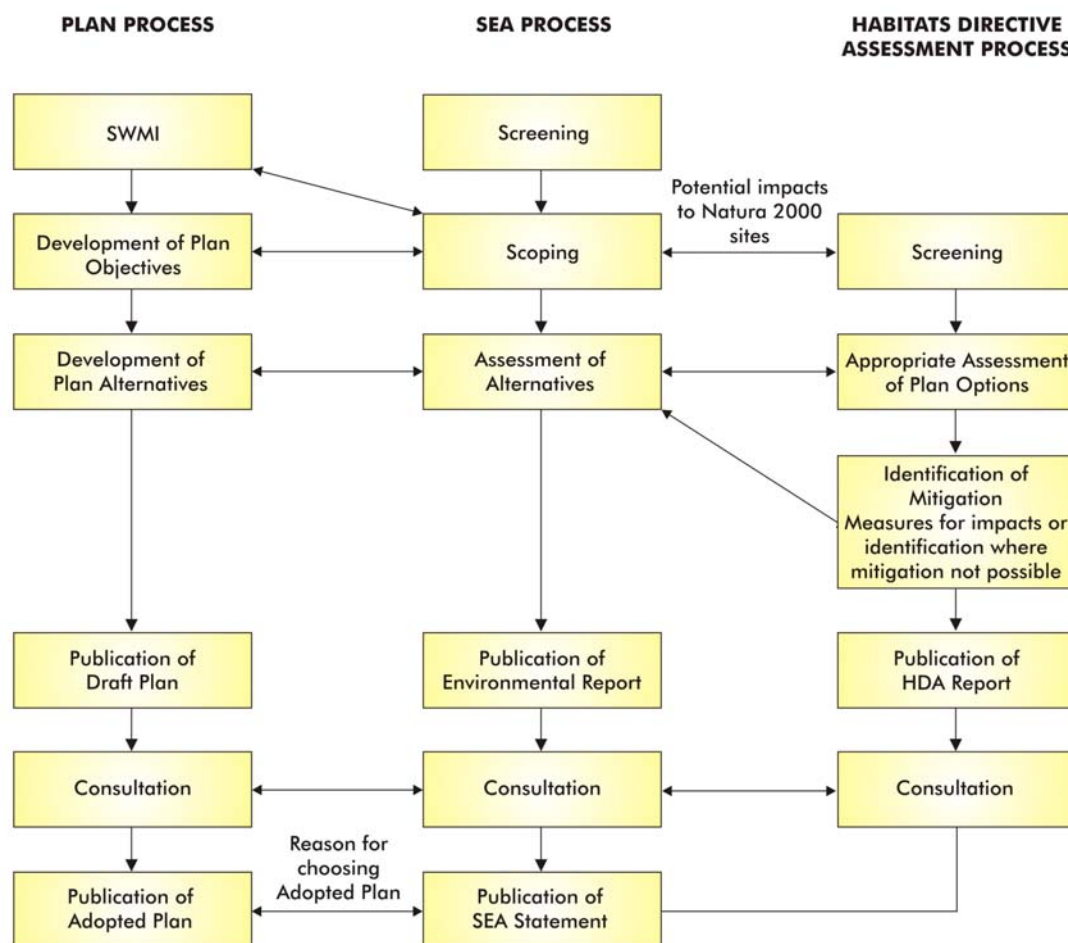 PLAN PROCESS
SEA PROCESS
HABITATS DIRECTIVE
ASSESSMENT PROCESS
SWMI
Screening
Potential impacts
to Natura 2000
sites
Development of Plan
Objectives
Scoping
Screening
Development of
Plan Alternatives
Assessment of
Alternatives
Appropriate Assessment
of Plan Options
Identification of
Mitigation
Measures for impacts or
identification where
mitigation not possible
Publication of
Draft Plan
Publication of
Environmental Report
Publication of
HDA Report
Consultation
Consultation
Consultation
Reason for
choosing
Adopted Plan
Publication of
Adopted Plan
Publication of
SEA Statement